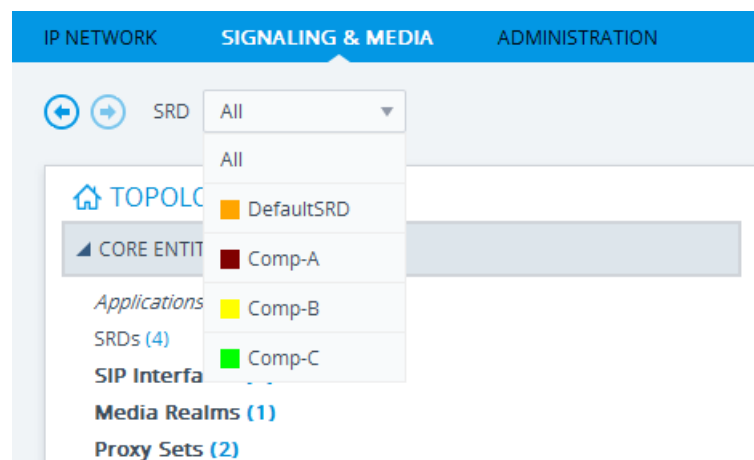 IP NETWORK SIGNALING & MEDIA ADMINISTRATION
SRD All
All
TOPOLO
DefaultSRD
CORE ENTIT
Comp-A
Applications
Comp-B
SRDs (4)
Comp-C
SIP Interfa
Media Realms (1)
Proxy Sets (2)